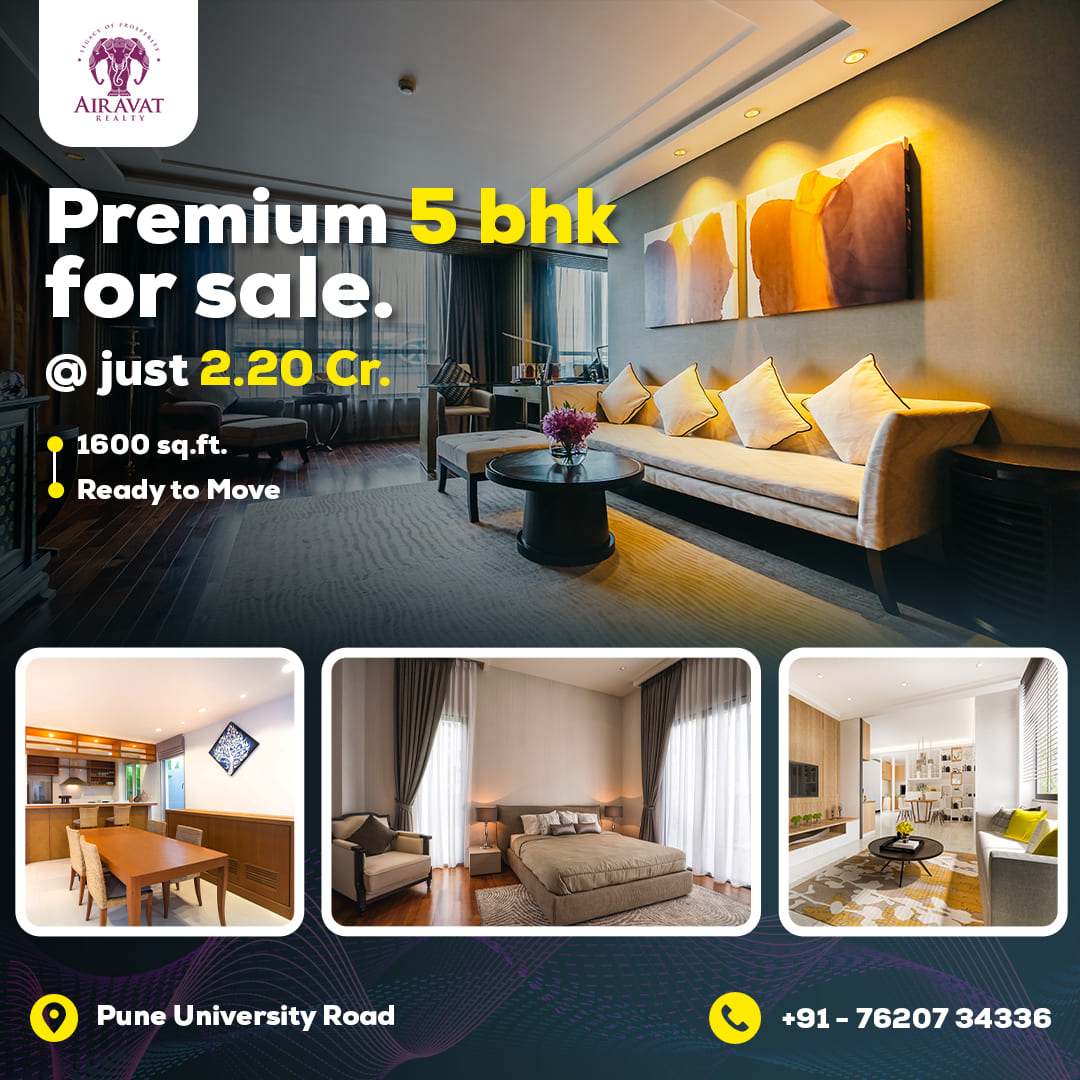 LEGACY OF PROSPERITY
AIRAVAT
REALTY
Premium 5 bhk
for sale.
@ just 2.20 Cr.
1600 sq.ft.
Ready to Move
Pune University Road
+91 - 76207 34336